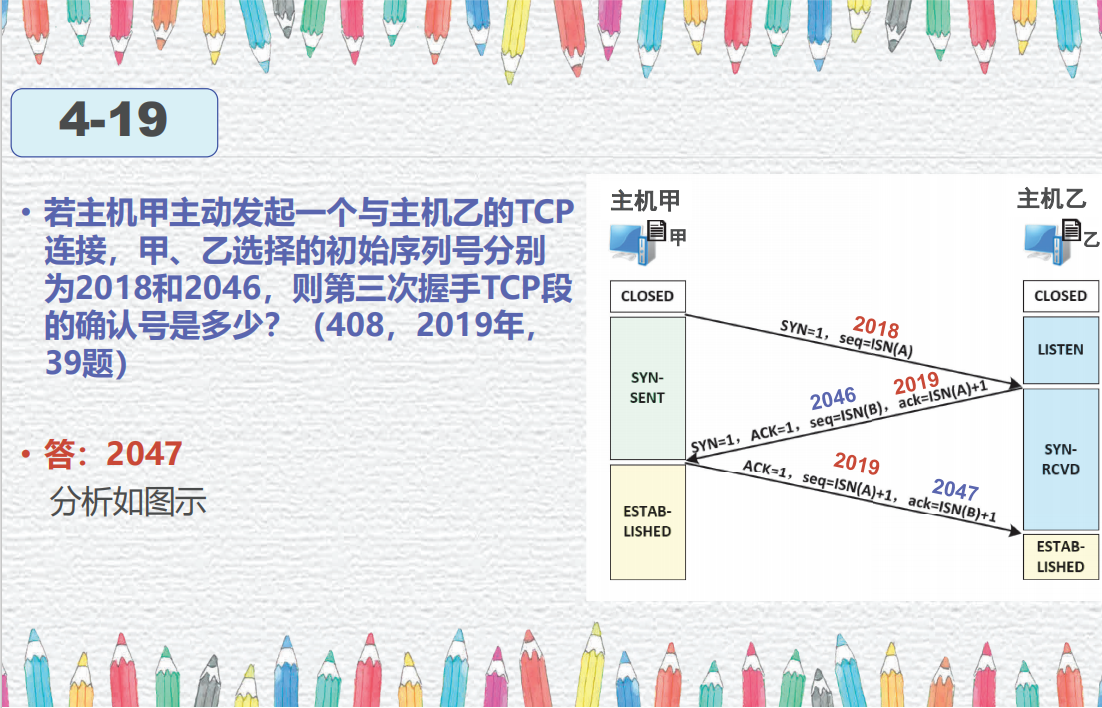 4-19
• 若主机甲主动发起一个与主机乙的TCP
连接，甲、乙选择的初始序列号分别
为2018和2046，则第三次握手TCP段
的确认号是多少？（408，2019年，
39题）
• 答：2047
分析如图示
主机甲
主机乙
甲
乙
CLOSED
CLOSED
2018
SYN=1，seq=ISN(A)
LISTEN
SYN-
SENT
2046
2019
SYN=1，ACK=1，seq=ISN(B)，ack=ISN(A)+1
SYN-
RCVD
2019
2047
ACK=1，seq=ISN(A)+1，ack=ISN(B)+1
ESTAB-
LISHED
ESTAB-
LISHED